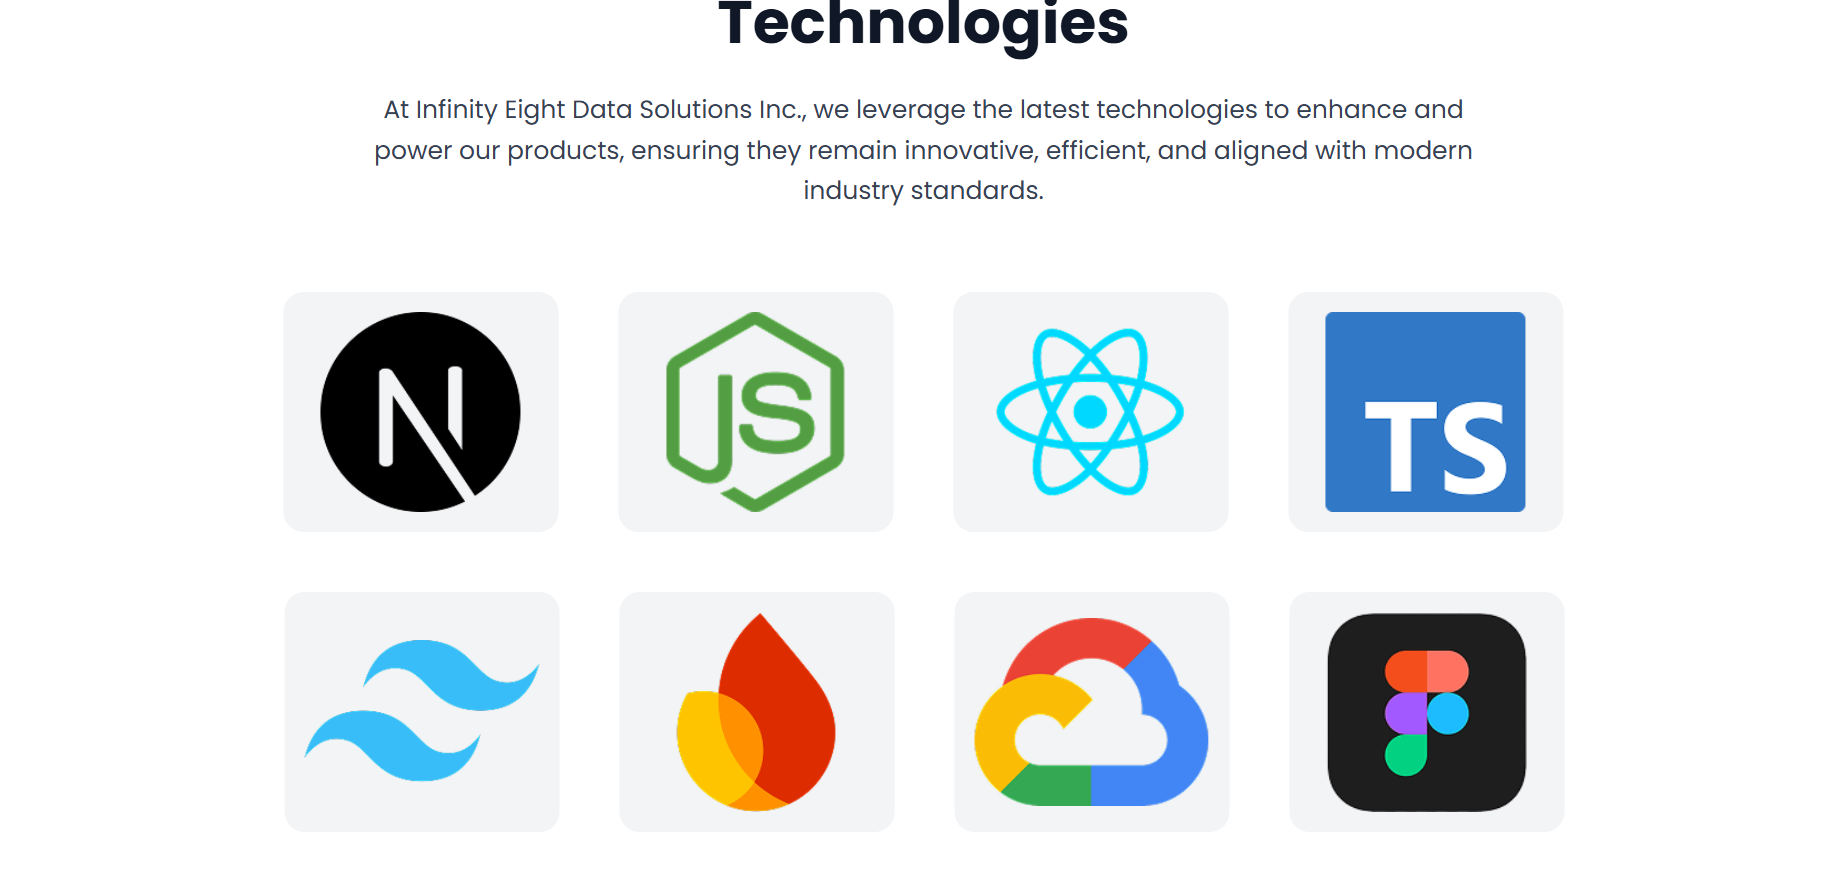 Technologies
At Infinity Eight Data Solutions Inc., we leverage the latest technologies to enhance and
power our products, ensuring they remain innovative, efficient, and aligned with modern
industry standards.
N
JS
TS